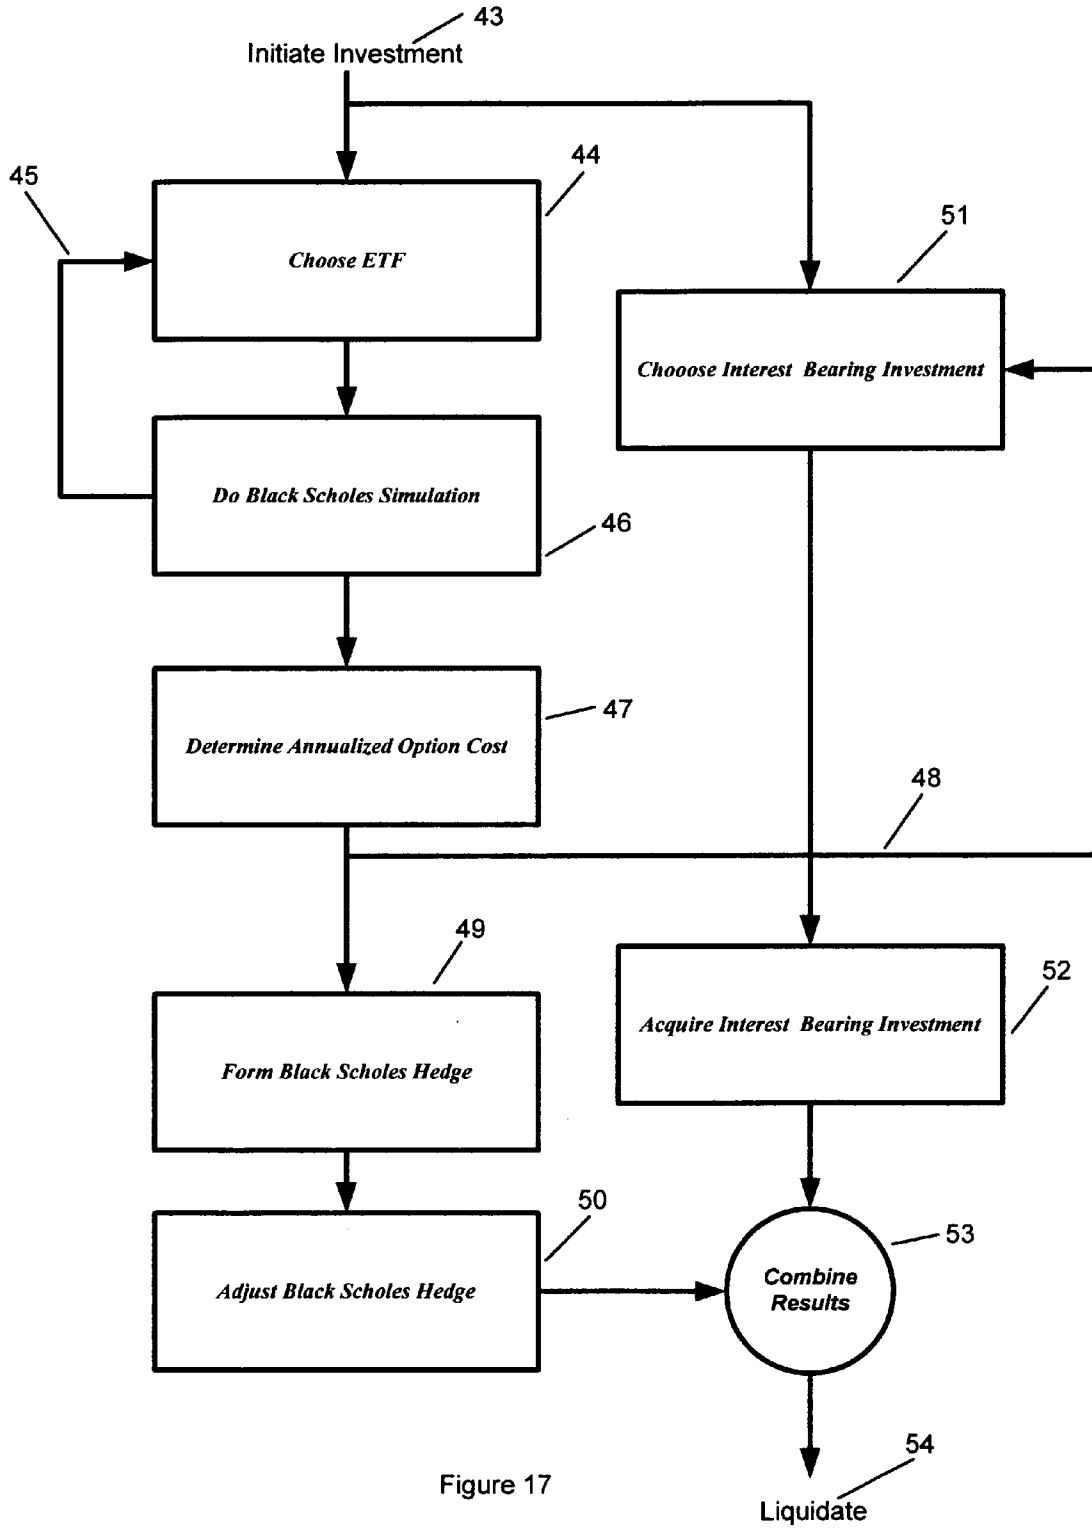 43
Initiate Investment
44
45
Choose ETF
51
Chooose Interest Bearing Investment
Do Black Scholes Simulation
46
47
Determine Annualized Option Cost
48
49
52
Acquire Interest Bearing Investment
Form Black Scholes Hedge
50
53
Combine
Results
Adjust Black Scholes Hedge
54
Figure 17
Liquidate